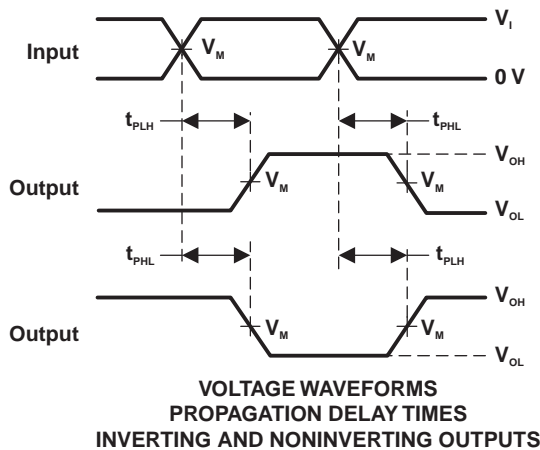 V_I
Input
V_M V_M
0 V
t_PLH t_PHL
V_OH
Output
V_M V_M
V_OL
t_PHL t_PLH
V_OH
Output
V_M V_M
V_OL
VOLTAGE WAVEFORMS
PROPAGATION DELAY TIMES
INVERTING AND NONINVERTING OUTPUTS